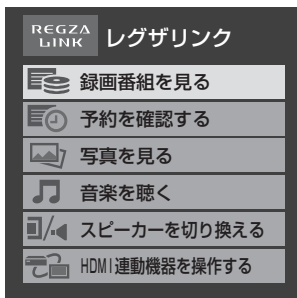 REGZA LINK レグザリンク
録画番組を見る
予約を確認する
写真を見る
音楽を聴く
スピーカーを切り換える
HDMI連動機器を操作する